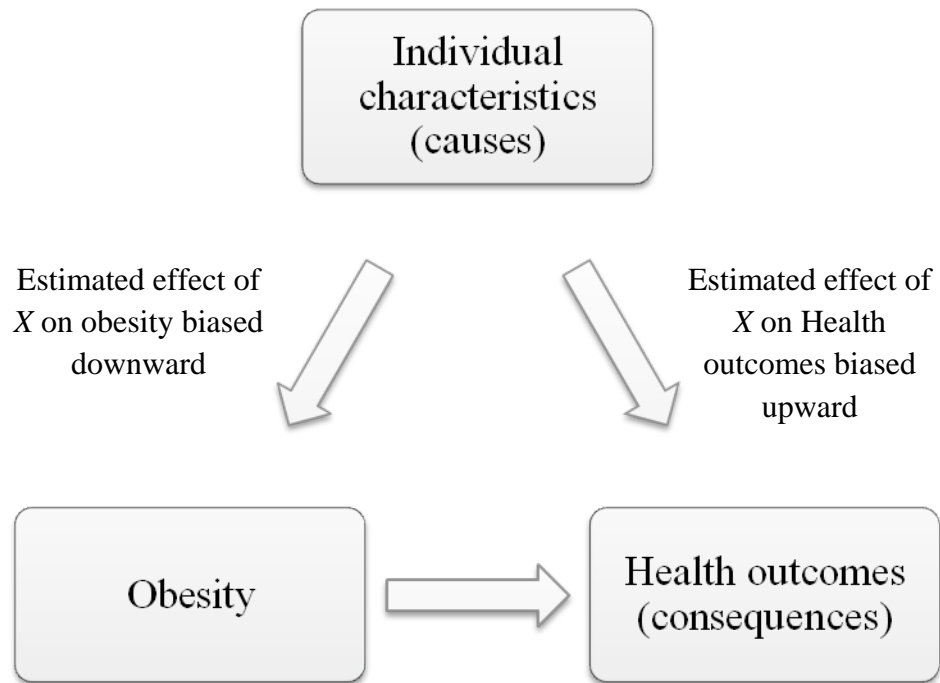 Individual
characteristics
(causes)
Estimated effect of
X on obesity biased
downward
Estimated effect of
X on Health
outcomes biased
upward
Obesity
Health outcomes
(consequences)